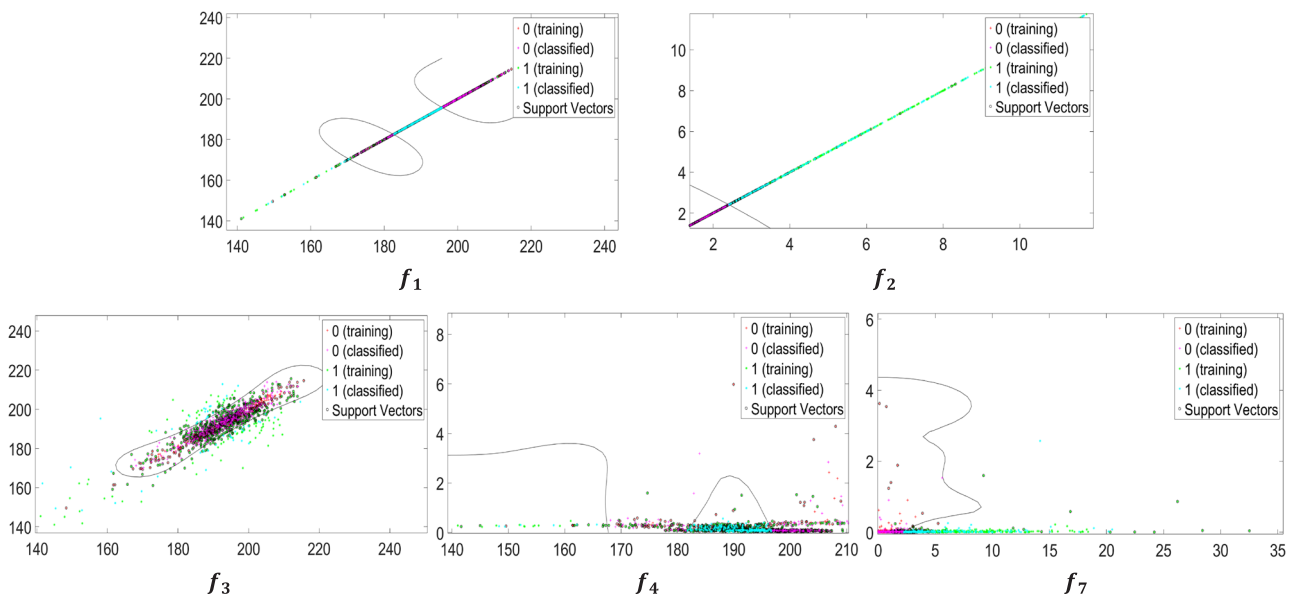 240
220
200
180
160
140
140 160 180 200 220 240
0 (training)
0 (classified)
1 (training)
1 (classified)
Support Vectors
f1
10
8
6
4
2
2 4 6 8 10
0 (training)
0 (classified)
1 (training)
1 (classified)
Support Vectors
f2
240
220
200
180
160
140
140 160 180 200 220 240
0 (training)
0 (classified)
1 (training)
1 (classified)
Support Vectors
f3
8
6
4
2
0
140 150 160 170 180 190 200 210
0 (training)
0 (classified)
1 (training)
1 (classified)
Support Vectors
f4
6
4
2
0
0 5 10 15 20 25 30 35
0 (training)
0 (classified)
1 (training)
1 (classified)
Support Vectors
f7